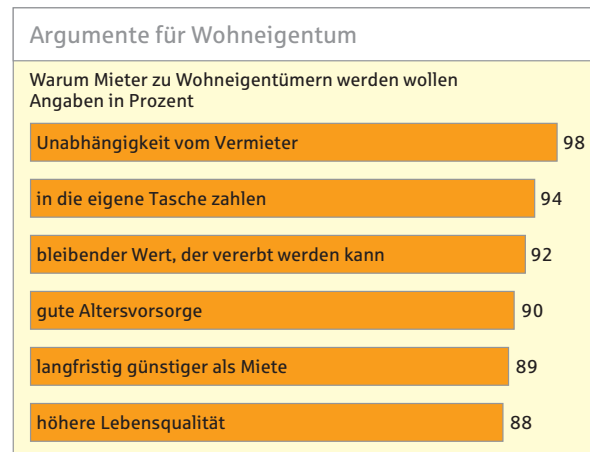 Argumente für Wohneigentum
Warum Mieter zu Wohneigentümern werden wollen
Angaben in Prozent
Unabhängigkeit vom Vermieter 98
in die eigene Tasche zahlen 94
bleibender Wert, der vererbt werden kann 92
gute Altersvorsorge 90
langfristig günstiger als Miete 89
höhere Lebensqualität 88